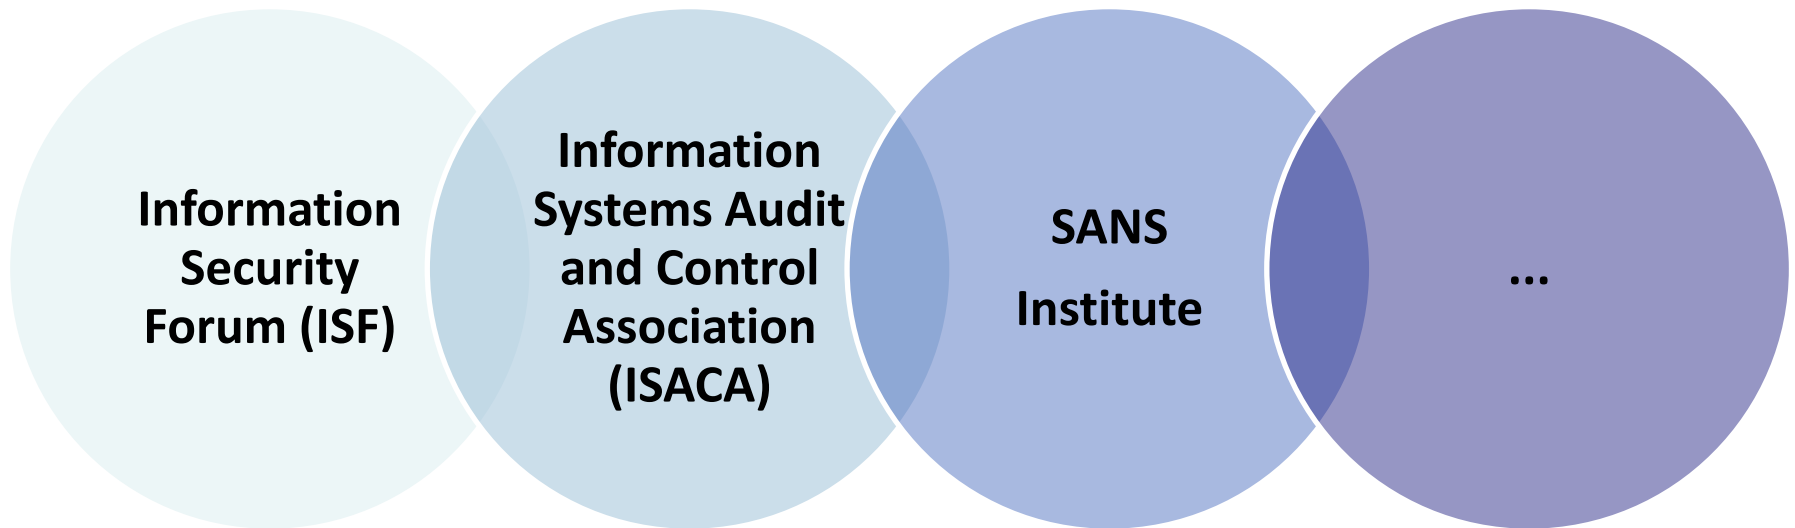 Information
Security
Forum (ISF)
Information
Systems Audit
and Control
Association
(ISACA)
SANS
Institute
...